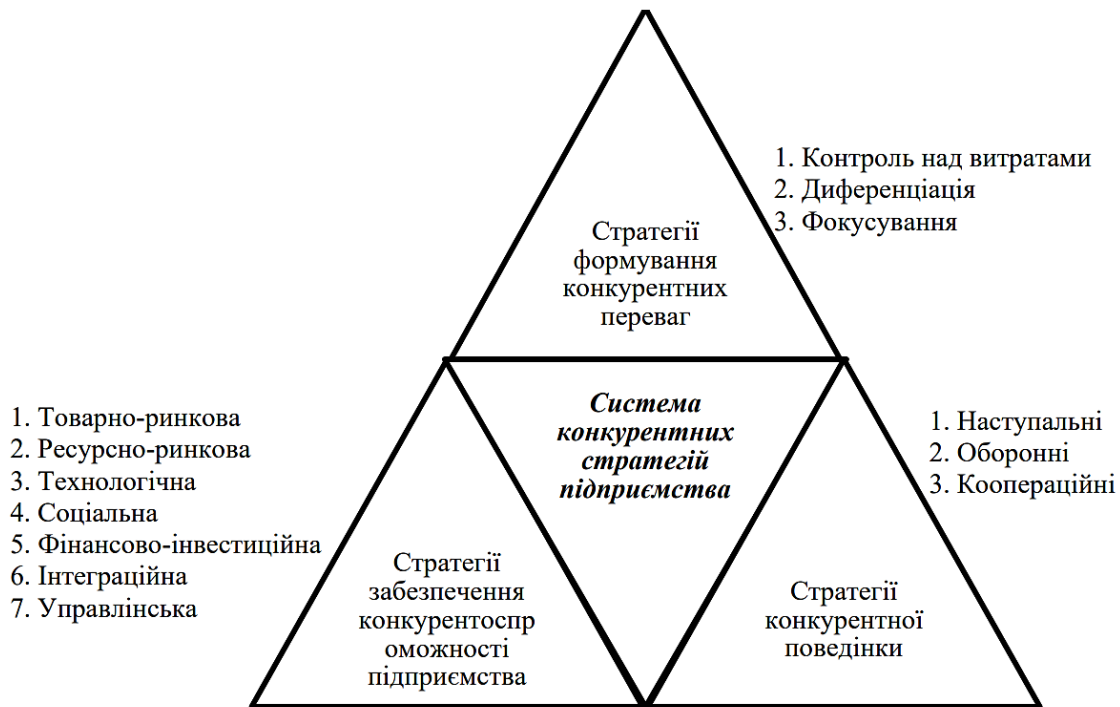 1. Контроль над витратами
2. Диференціація
3. Фокусування
Стратегії
формування
конкурентних
переваг
1. Товарно-ринкова
2. Ресурсно-ринкова
3. Технологічна
4. Соціальна
5. Фінансово-інвестиційна
6. Інтеграційна
7. Управлінська
Система
конкурентних
стратегій
підприємства
1. Наступальні
2. Оборонні
3. Коопераційні
Стратегії
забезпечення
конкурентоспр
оможності
підприємства
Стратегії
конкурентної
поведінки